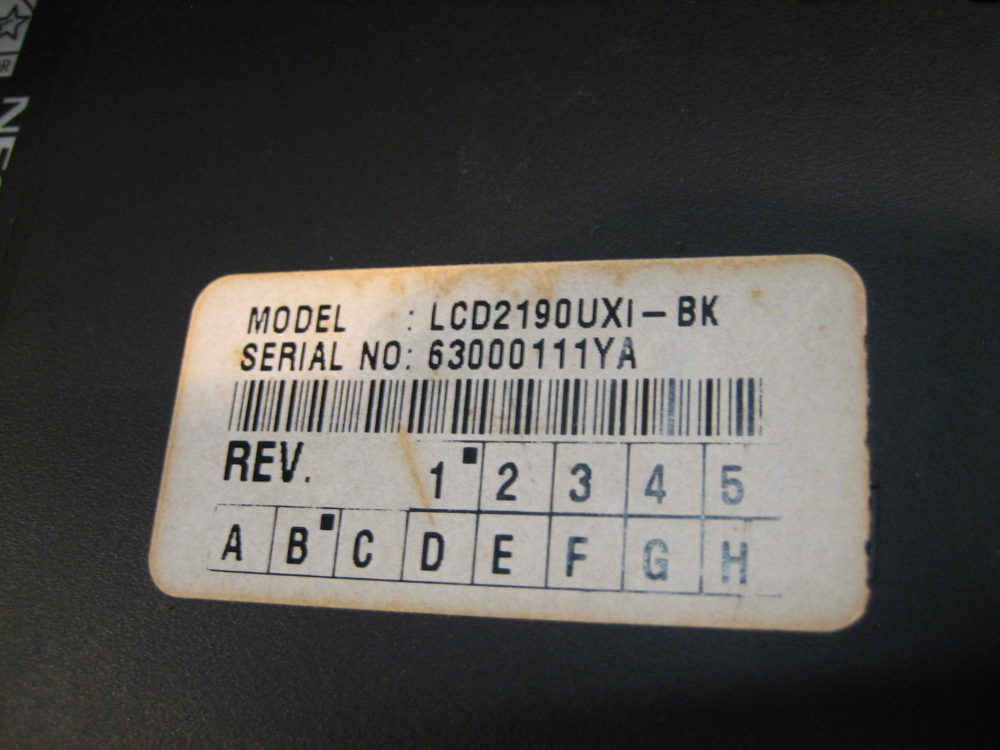 MODEL : LCD2190UXI-BK
SERIAL NO: 63000111YA
REV. 1 2 3 4 5
A B C D E F G H